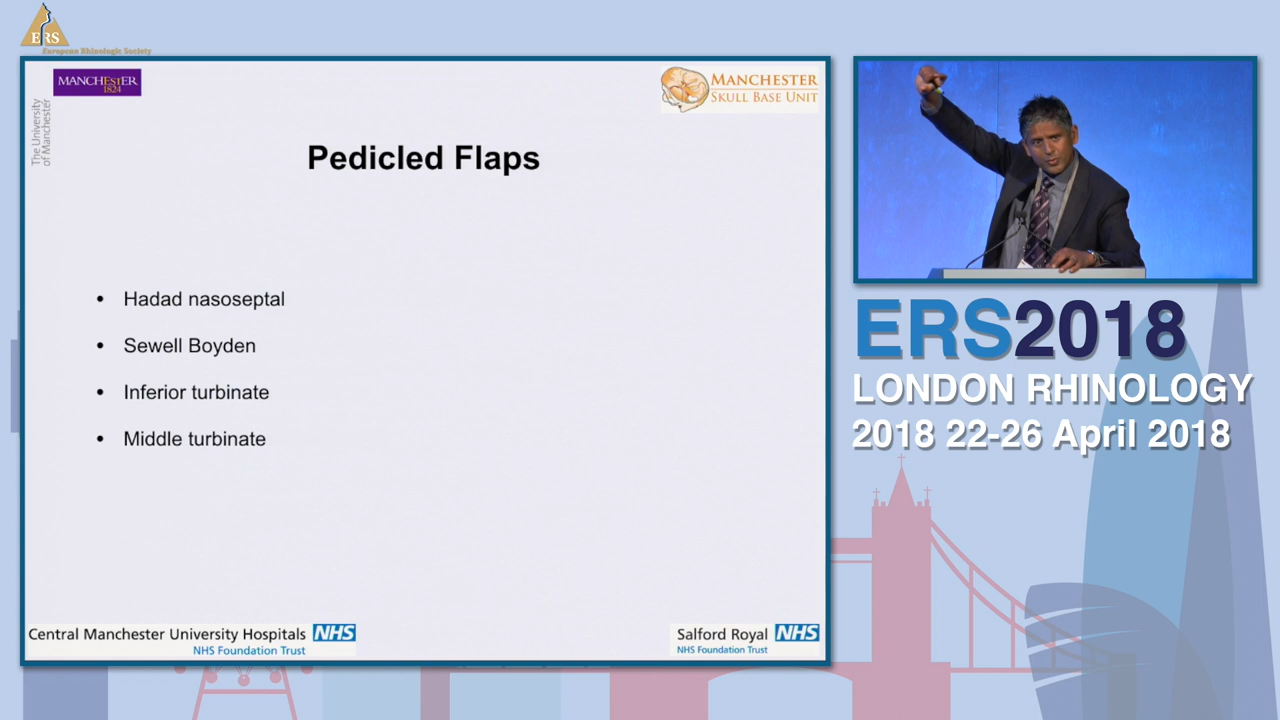 ERS
European Rhinologic Society
MANCHESTER
1824
The University
of Manchester
MANCHESTER
SKULL BASE UNIT
Pedicled Flaps
• Hadad nasoseptal
• Sewell Boyden
• Inferior turbinate
• Middle turbinate
Central Manchester University Hospitals NHS
NHS Foundation Trust
Salford Royal NHS
NHS Foundation Trust
ERS2018
LONDON RHINOLOGY
2018 22-26 April 2018